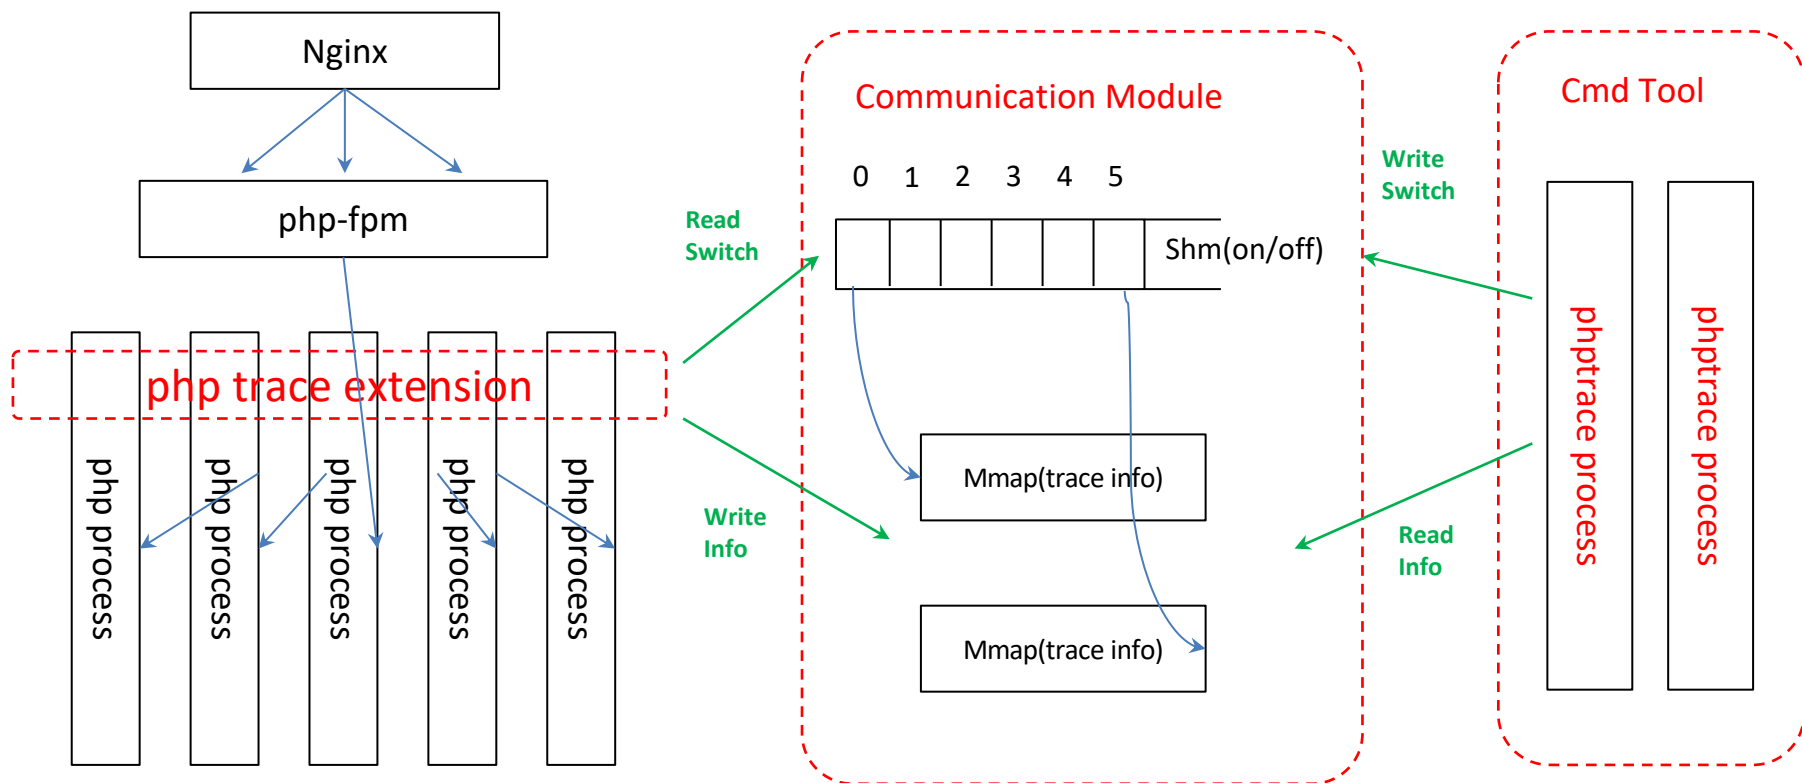 Nginx
php-fpm
php trace extension
php process
php process
php process
php process
php process
Read
Switch
Write
Info
Communication Module
0 1 2 3 4 5
Shm(on/off)
Mmap(trace info)
Mmap(trace info)
Write
Switch
Read
Info
Cmd Tool
phptrace process
phptrace process